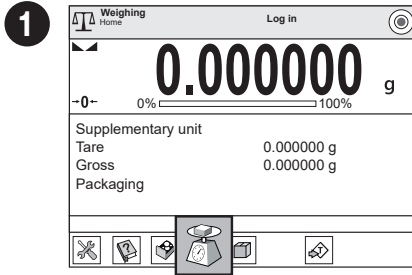 1
Weighing
Home
Log in
0.000000 g
→0←
0% 100%
Supplementary unit
Tare 0.000000 g
Gross 0.000000 g
Packaging
T